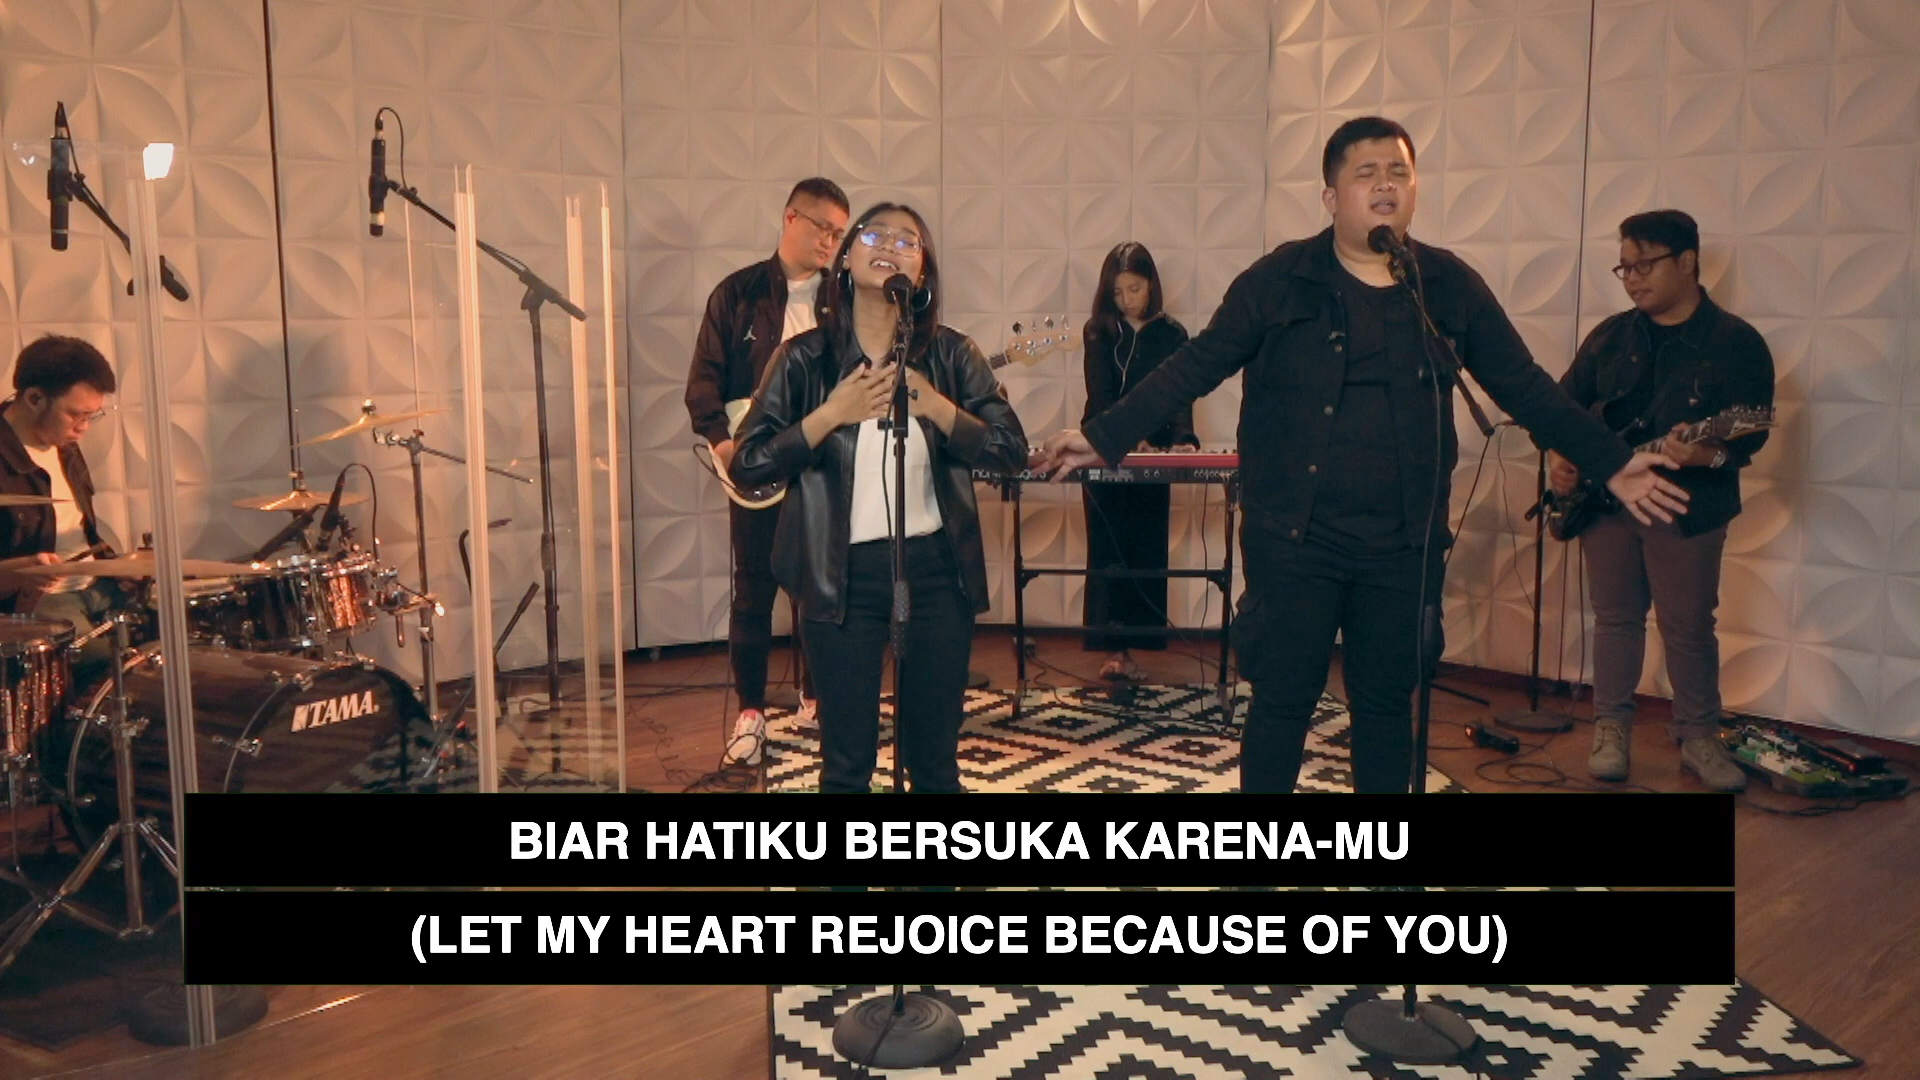 TAMA
BIAR HATIKU BERSUKA KARENA-MU
(LET MY HEART REJOICE BECAUSE OF YOU)